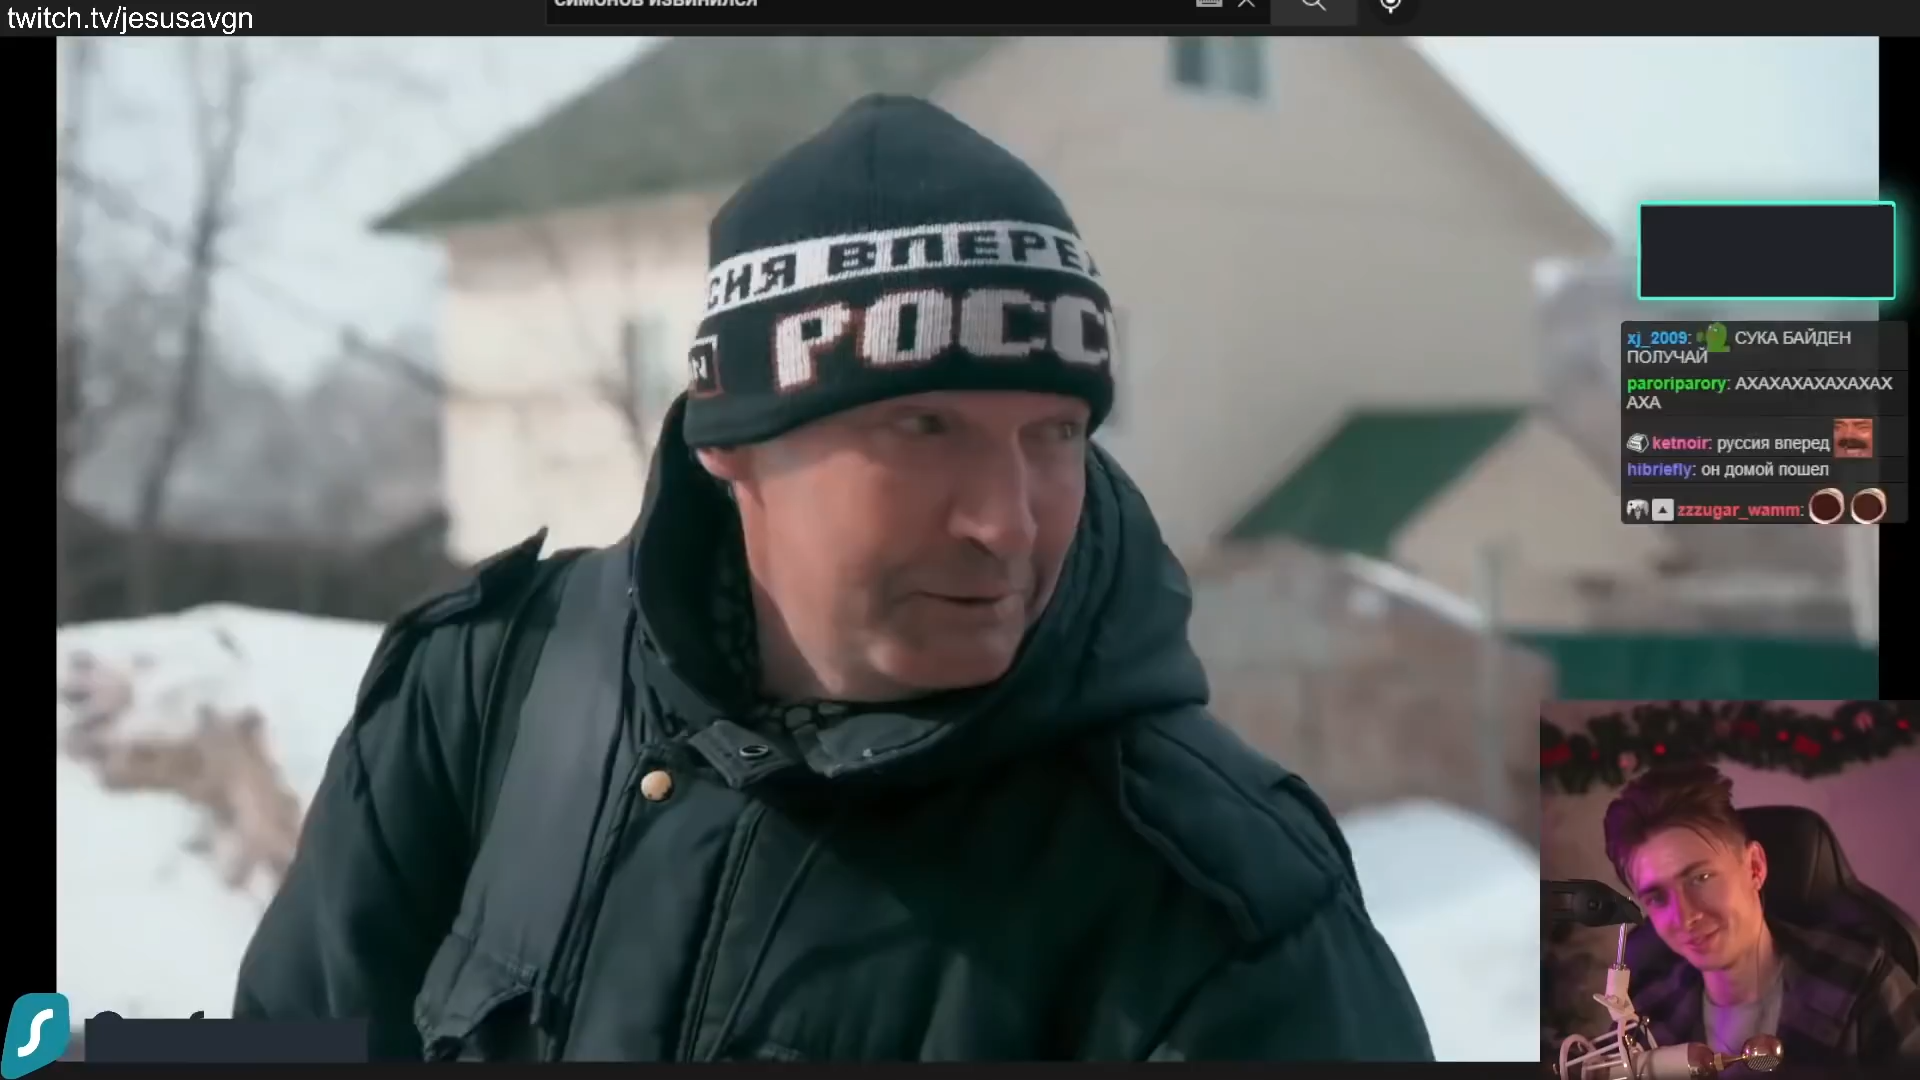 twitch.tv/jesusavgn
симонов извинился
СИЯ ВПЕРЕД
РОСС
xj_2009: СУКА БАЙДЕН
ПОЛУЧАЙ
paroriparory: АХАХАХАХАХАХАХ
АХА
ketnoir: руссия вперед
hibriefly: он домой пошел
zzzugar_wamm: